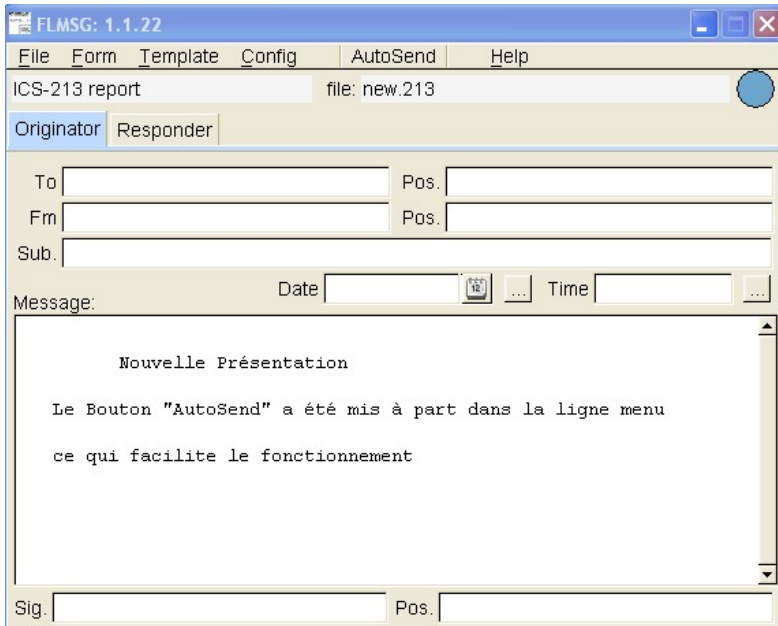 FLMSG: 1.1.22
File Form Template Config AutoSend Help
ICS-213 report file: new.213
Originator Responder
To Pos.
Fm Pos.
Sub.
Date 12 ... Time ...
Message:
Nouvelle Présentation
Le Bouton "AutoSend" a été mis à part dans la ligne menu
ce qui facilite le fonctionnement
Sig. Pos.